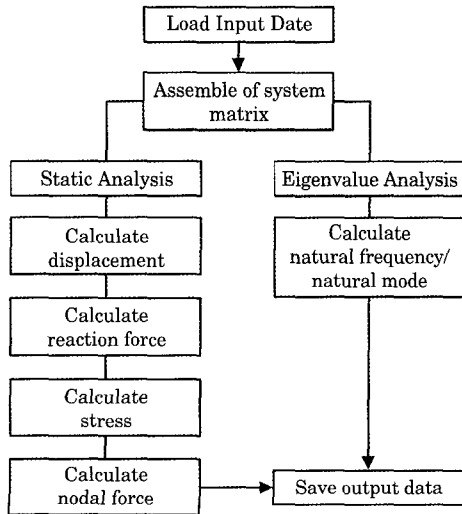 Load Input Date
Assemble of system
matrix
Static Analysis
Eigenvalue Analysis
Calculate
displacement
Calculate
natural frequency/
natural mode
Calculate
reaction force
Calculate
stress
Calculate
nodal force
Save output data